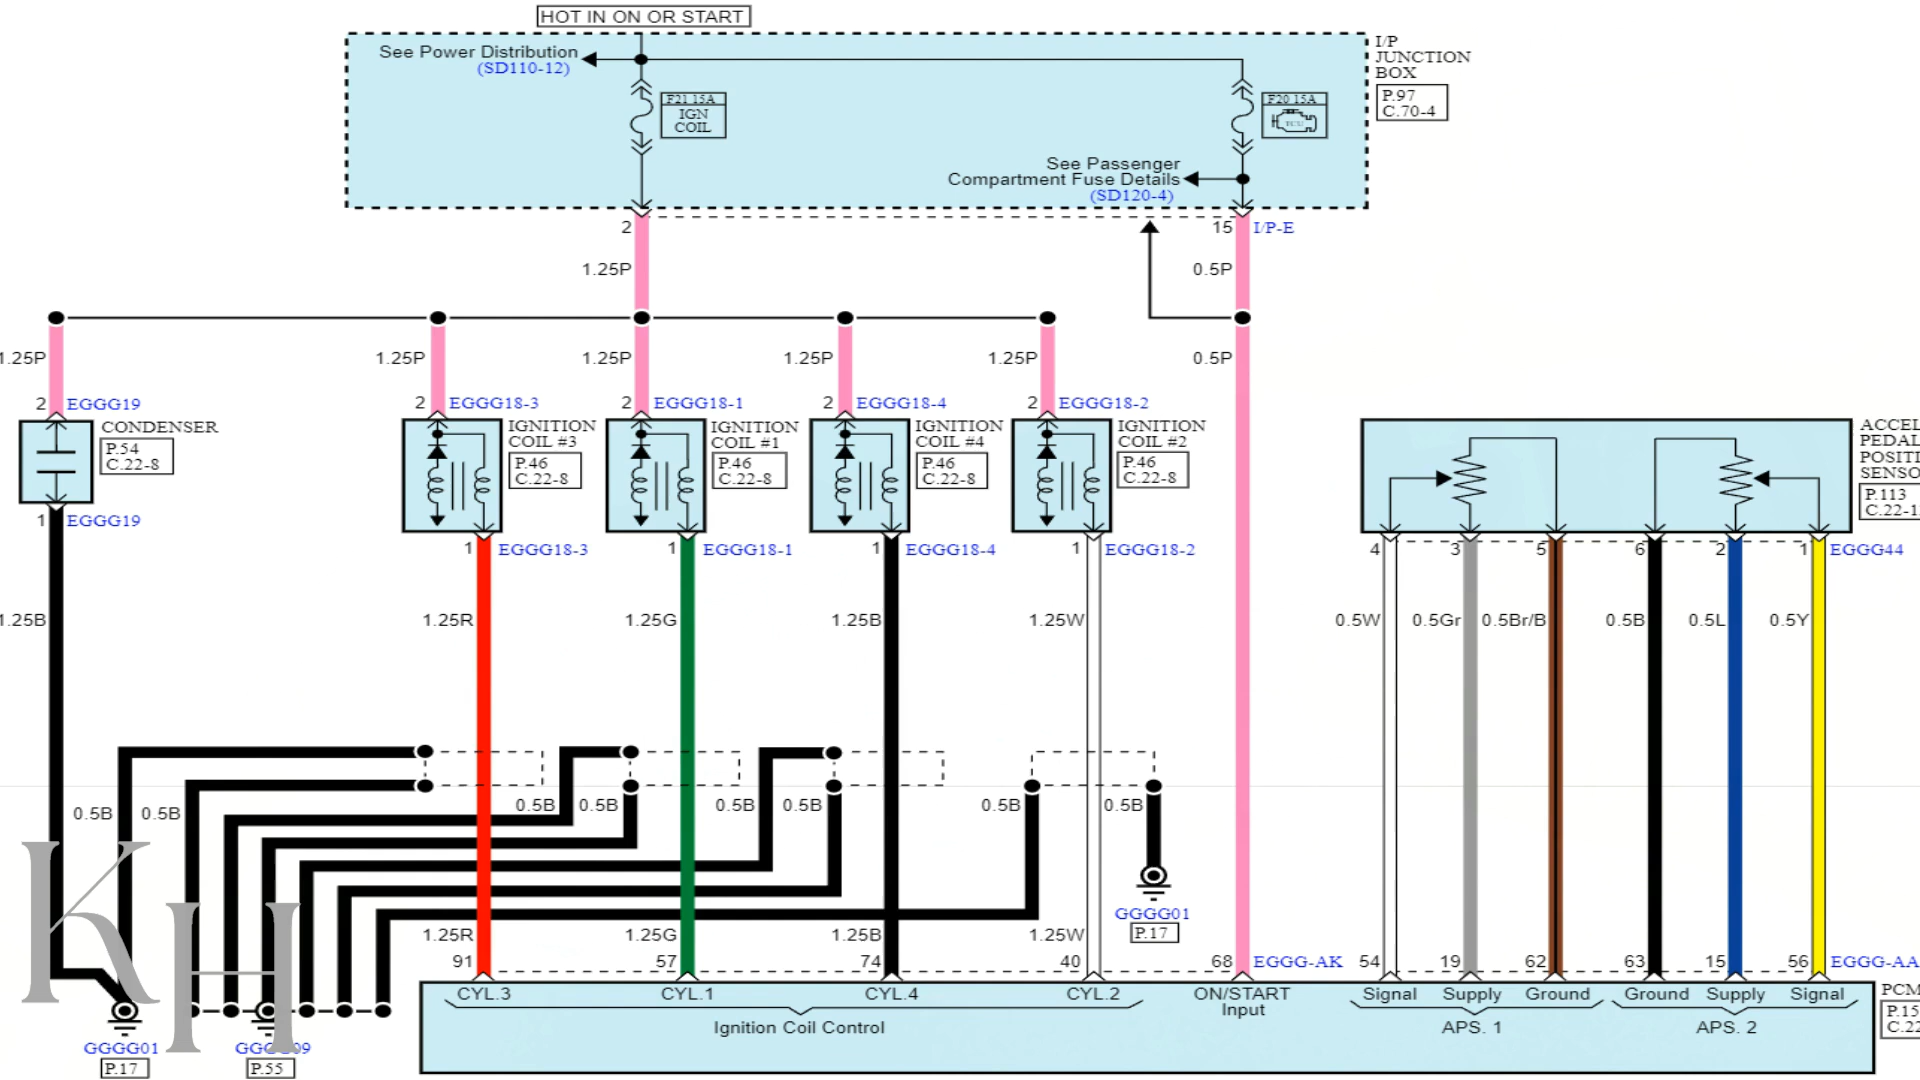 HOT IN ON OR START
See Power Distribution
(SD110-12)
F21 15A
IGN
COIL
F20 15A
ECU
See Passenger
Compartment Fuse Details
(SD120-4)
I/P
JUNCTION
BOX
P.97
C.70-4
2
15
I/P-E
1.25P
0.5P
1.25P
1.25P
1.25P
1.25P
1.25P
0.5P
2
EGGG19
2
EGGG18-3
2
EGGG18-1
2
EGGG18-4
2
EGGG18-2
CONDENSER
P.54
C.22-8
IGNITION
COIL #3
P.46
C.22-8
IGNITION
COIL #1
P.46
C.22-8
IGNITION
COIL #4
P.46
C.22-8
IGNITION
COIL #2
P.46
C.22-8
ACCEL
PEDAL
POSITI
SENSO
P.113
C.22-1
1
EGGG19
1
EGGG18-3
1
EGGG18-1
1
EGGG18-4
1
EGGG18-2
4
3
5
6
2
1
EGGG44
1.25B
1.25R
1.25G
1.25B
1.25W
0.5W
0.5Gr
0.5Br/B
0.5B
0.5L
0.5Y
0.5B
0.5B
0.5B
0.5B
0.5B
0.5B
0.5B
0.5B
KH
GGGG01
P.17
1.25R
1.25G
1.25B
1.25W
91
57
74
40
68
EGGG-AK
54
19
62
63
15
56
EGGG-AA
CYL.3
CYL.1
CYL.4
CYL.2
ON/START
Input
Signal
Supply
Ground
Ground
Supply
Signal
Ignition Coil Control
APS. 1
APS. 2
PCM
P.15
C.22
GGGG01
P.17
P.55